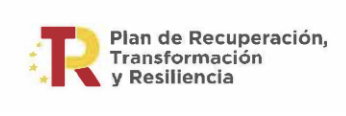 Plan de Recuperación,
Transformación
y Resiliencia